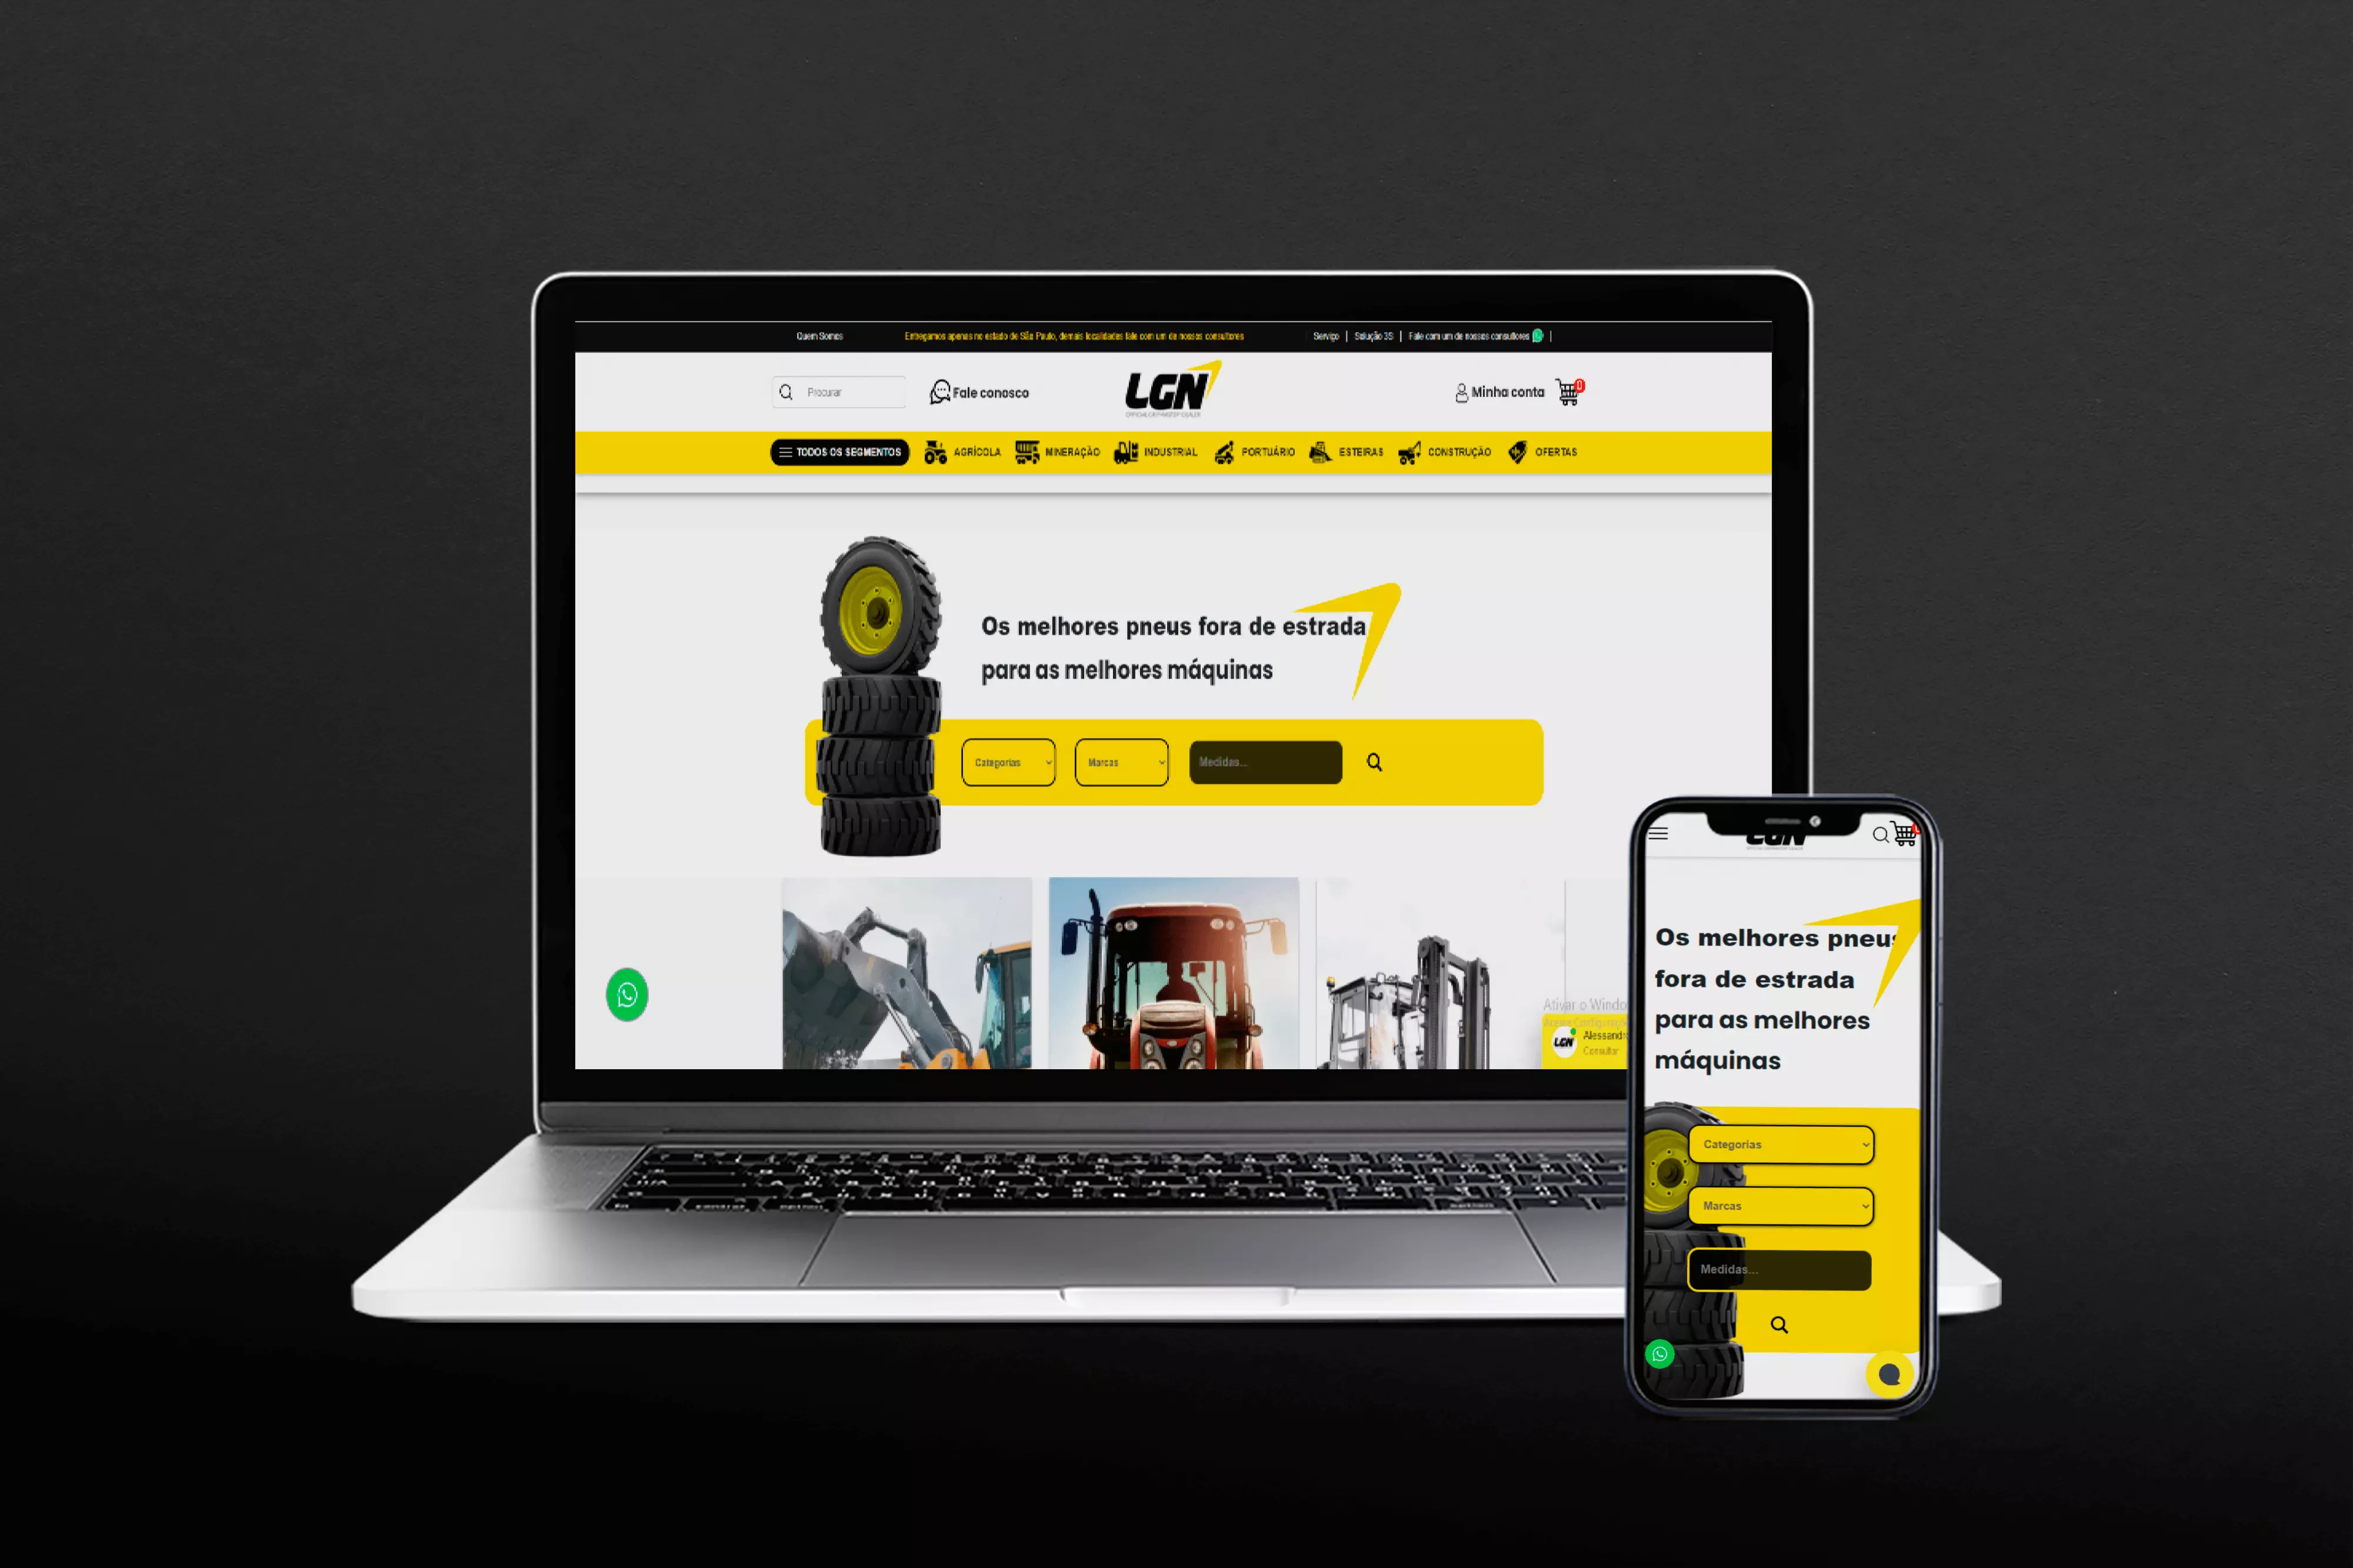 Quem Somos
Entregamos apenas no estado de São Paulo, demais localidades fale com um de nossos consultores
Serviço | Solução 3S | Fale com um de nossos consultores |
Procurar
Fale conosco
LGN
Minha conta
0
TODOS OS SEGMENTOS
AGRÍCOLA
MINERAÇÃO
INDUSTRIAL
PORTUÁRIO
ESTEIRAS
CONSTRUÇÃO
OFERTAS
Os melhores pneus fora de estrada
para as melhores máquinas
Categorias
Marcas
Medidas...
Ativar o Windo
LGN
Alessandr
Consultor
LGN
Os melhores pneus
fora de estrada
para as melhores
máquinas
Categorias
Marcas
Medidas...